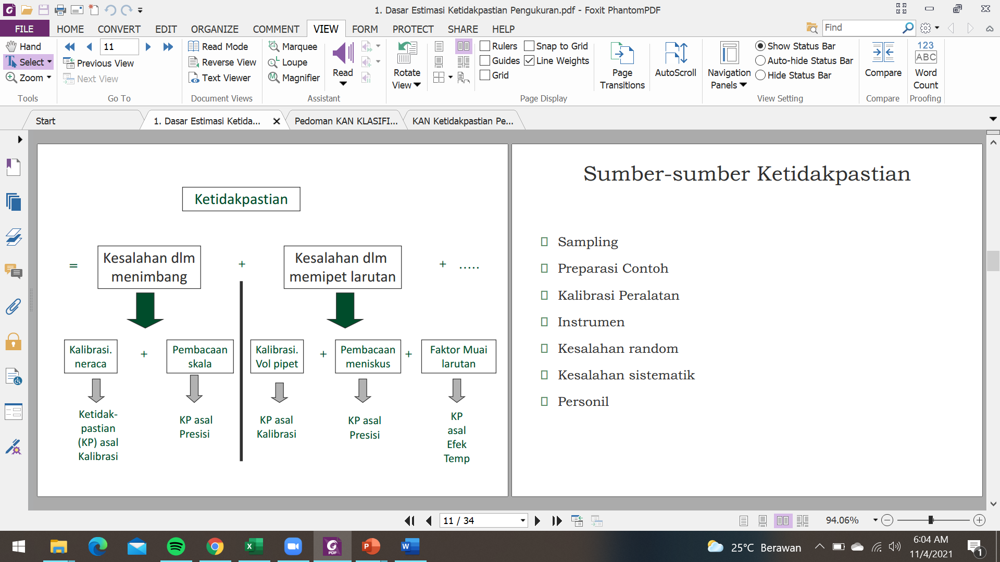 1. Dasar Estimasi Ketidakpastian Pengukuran.pdf - Foxit PhantomPDF
FILE HOME CONVERT EDIT ORGANIZE COMMENT VIEW FORM PROTECT SHARE HELP Find
Hand 11 Read Mode Marquee Rulers Snap to Grid Show Status Bar 123
Select Previous View Reverse View Loupe Guides Line Weights Auto-hide Status Bar ABC
Zoom Next View Text Viewer Magnifier Grid Hide Status Bar
Read
Rotate
View
Page
Transitions
AutoScroll
Navigation
Panels
Compare
Word
Count
Tools Go To Document Views Assistant Page Display View Setting Compare Proofing
Start 1. Dasar Estimasi Ketida... Pedoman KAN KLASIFI... KAN Ketidakpastian Pe...
Ketidakpastian
=
Kesalahan dlm
menimbang
+
Kesalahan dlm
memipet larutan
+ .....
Kalibrasi.
neraca
+
Pembacaan
skala
Kalibrasi.
Vol pipet
+
Pembacaan
meniskus
+
Faktor Muai
larutan
Ketidak-
pastian
(KP) asal
Kalibrasi
KP asal
Presisi
KP asal
Kalibrasi
KP asal
Presisi
KP
asal
Efek
Temp
Sumber-sumber Ketidakpastian
Sampling
Preparasi Contoh
Kalibrasi Peralatan
Instrumen
Kesalahan random
Kesalahan sistematik
Personil
11 / 34 94.06%
PDF
25°C Berawan
6:04 AM
11/4/2021
1